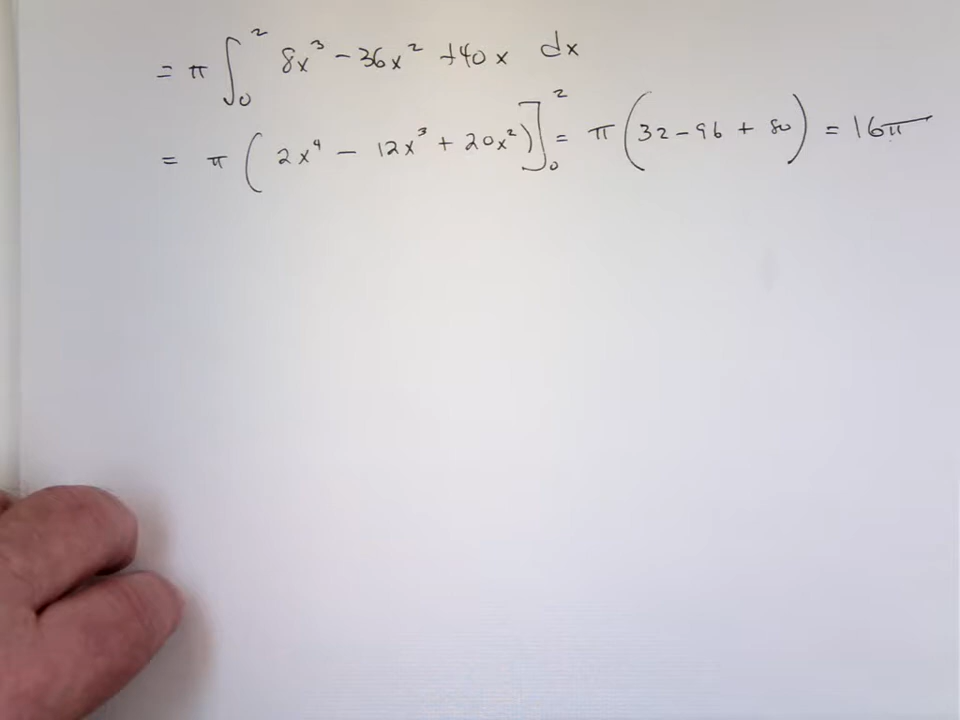 = π ∫₀² 8x³ − 36x² + 40x dx
= π ( 2x⁴ − 12x³ + 20x² ) ]₀² = π ( 32 − 96 + 80 ) = 16π